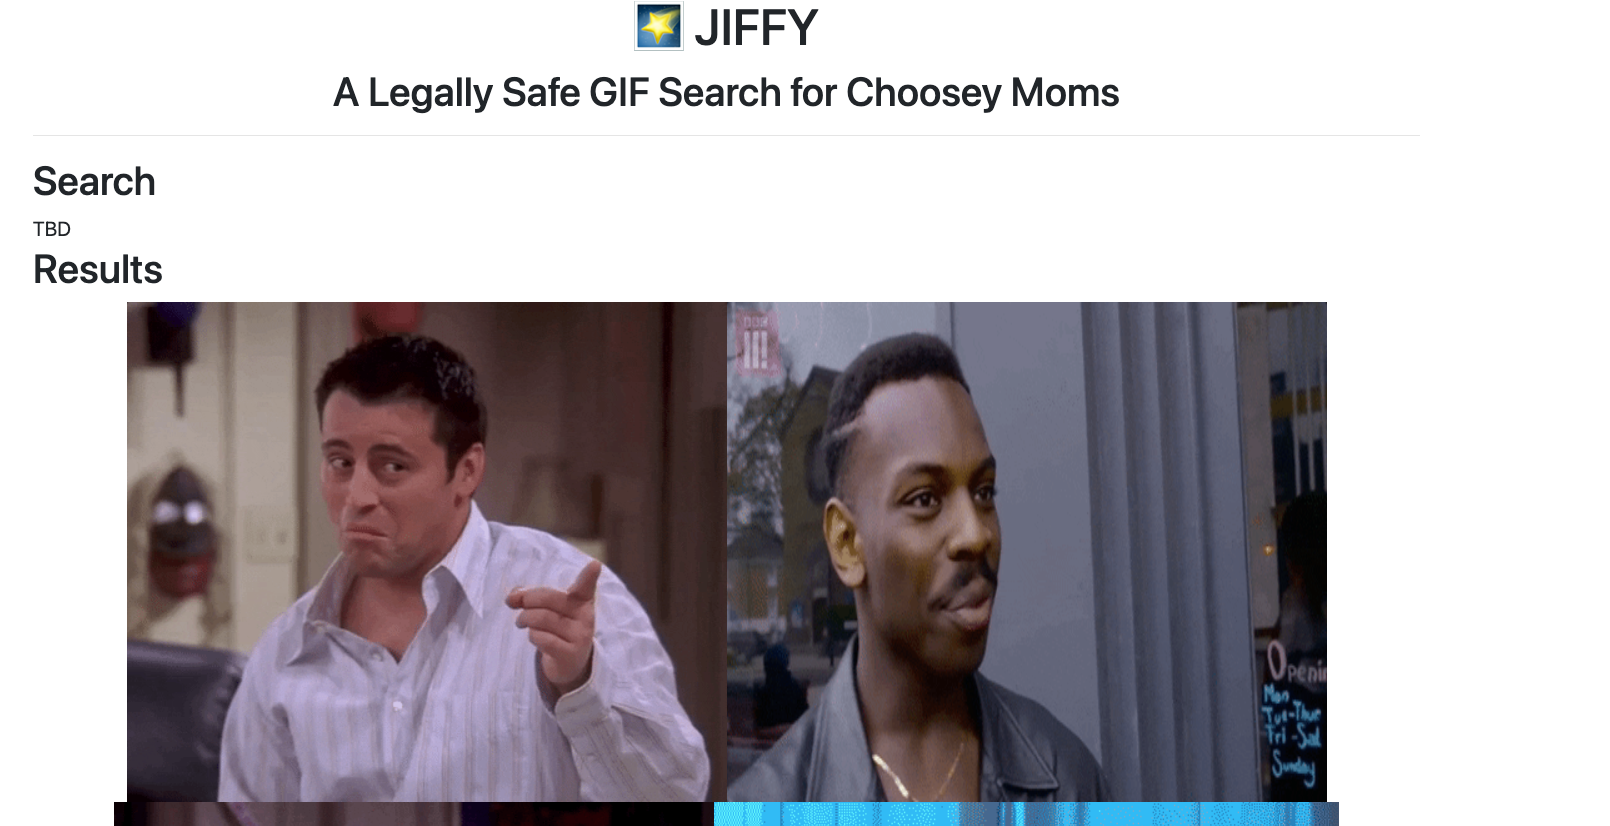 JIFFY
A Legally Safe GIF Search for Choosey Moms
Search
TBD
Results
BBC
III!
Openi
Mon
Tue-Thur
Fri-Sat
Sunday